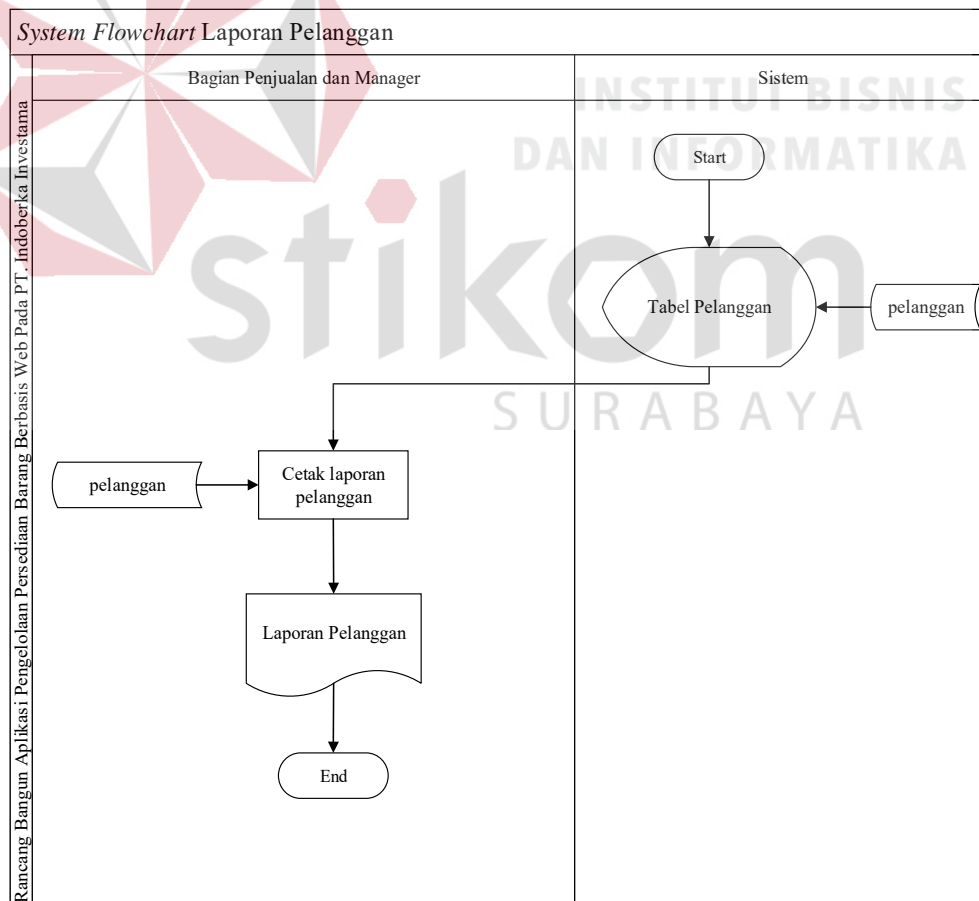 System Flowchart Laporan Pelanggan
Bagian Penjualan dan Manager
Sistem
Rancang Bangun Aplikasi Pengelolaan Persediaan Barang Berbasis Web Pada PT. Indoberka Investama
INSTITUT BISNIS
DAN INFORMATIKA
stikom
SURABAYA
Start
Tabel Pelanggan
pelanggan
pelanggan
Cetak laporan
pelanggan
Laporan Pelanggan
End